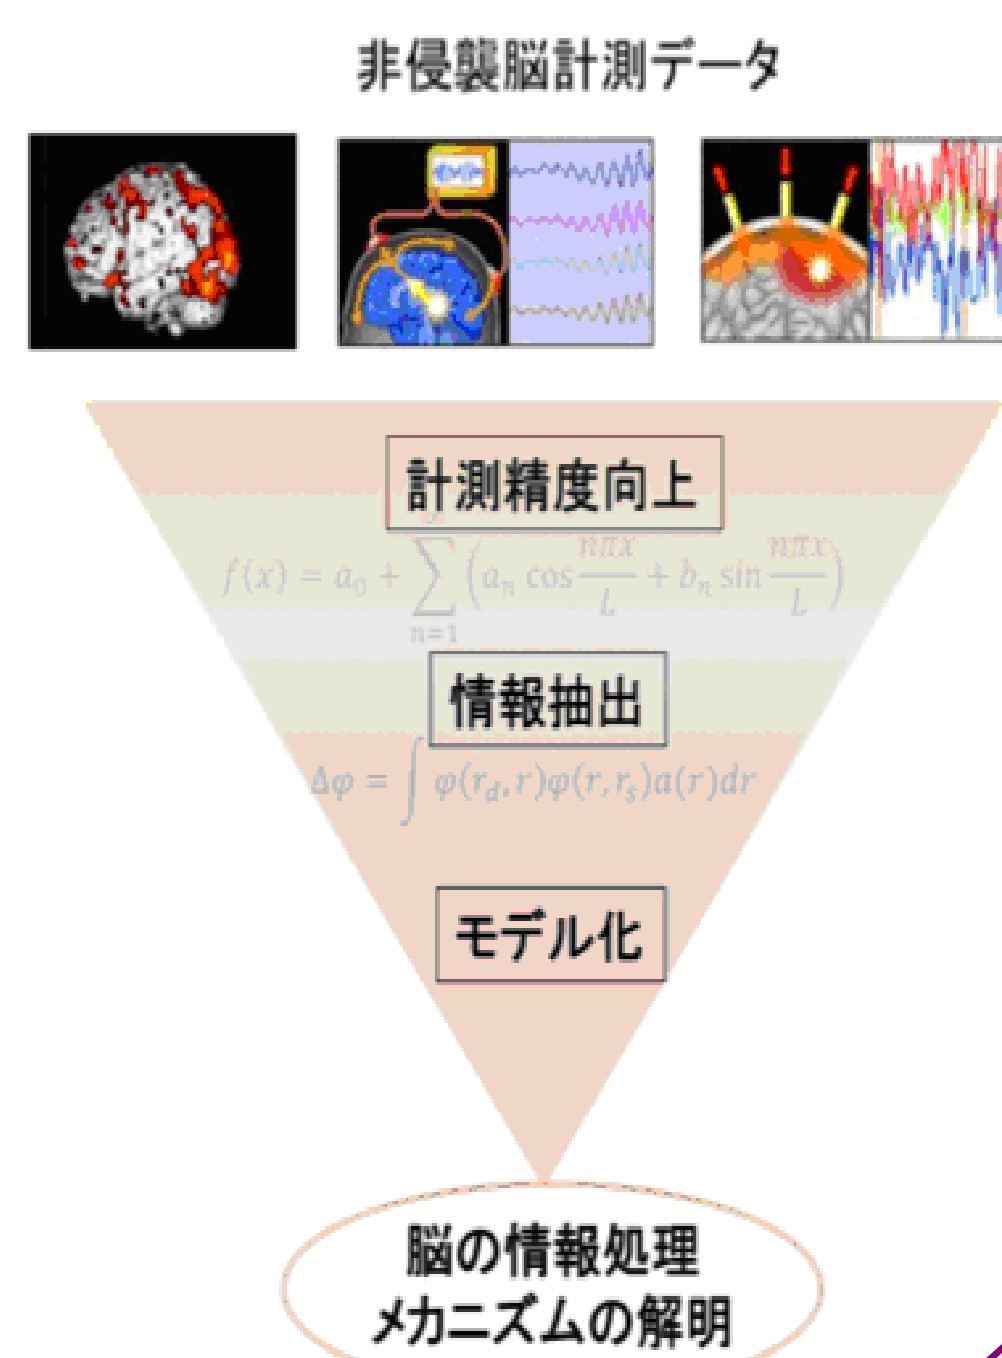 非侵襲脳計測データ
計測精度向上
f(x) = a₀ + ∑ n=1 (aₙ cos nπx/L + bₙ sin nπx/L)
情報抽出
Δφ = ∫ φ(r_d, r)φ(r, r_s)a(r)dr
モデル化
脳の情報処理
メカニズムの解明